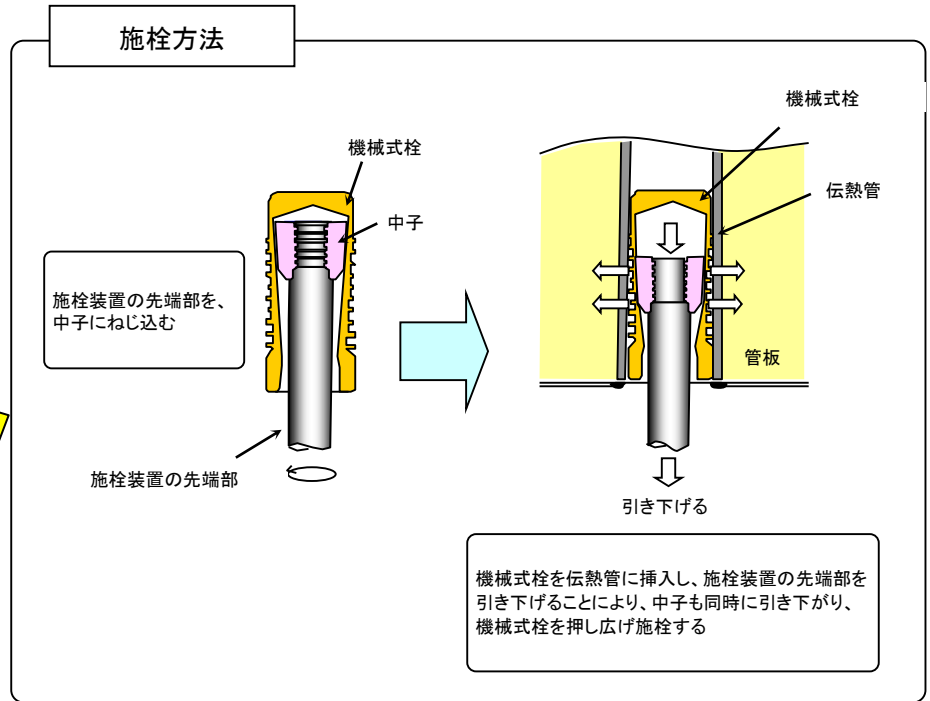 施栓方法
機械式栓
中子
施栓装置の先端部を、
中子にねじ込む
施栓装置の先端部
機械式栓
伝熱管
管板
引き下げる
機械式栓を伝熱管に挿入し、施栓装置の先端部を
引き下げることにより、中子も同時に引き下がり、
機械式栓を押し広げ施栓する